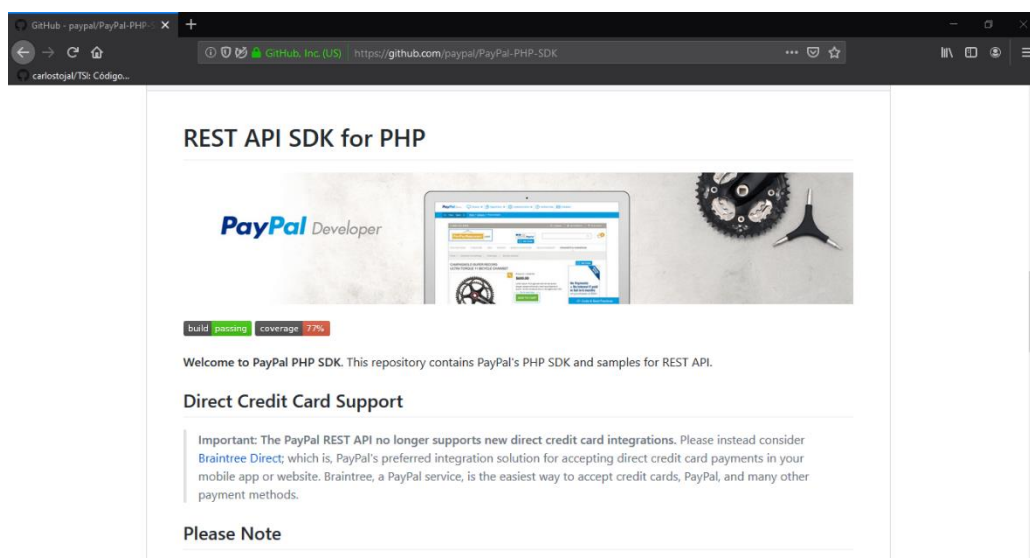 GitHub - paypal/PayPal-PHP-S
GitHub, Inc. (US) https://github.com/paypal/PayPal-PHP-SDK
carlostojal/TSI: Código...
REST API SDK for PHP
PayPal Developer
build passing coverage 77%
Welcome to PayPal PHP SDK. This repository contains PayPal's PHP SDK and samples for REST API.
Direct Credit Card Support
Important: The PayPal REST API no longer supports new direct credit card integrations. Please instead consider
Braintree Direct; which is, PayPal's preferred integration solution for accepting direct credit card payments in your
mobile app or website. Braintree, a PayPal service, is the easiest way to accept credit cards, PayPal, and many other
payment methods.
Please Note